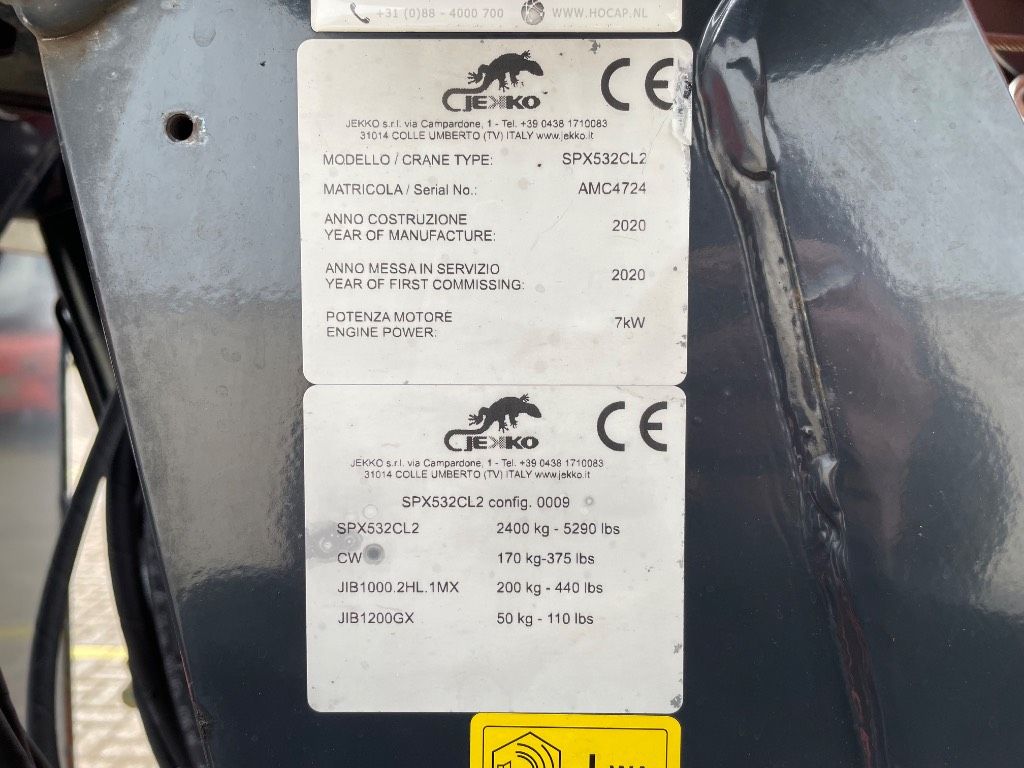 +31 (0)88 - 4000 700 WWW.HOCAP.NL
JEKKO CE
JEKKO s.r.l. via Campardone, 1 - Tel. +39 0438 1710083
31014 COLLE UMBERTO (TV) ITALY www.jekko.it
MODELLO / CRANE TYPE: SPX532CL2
MATRICOLA / Serial No.: AMC4724
ANNO COSTRUZIONE
YEAR OF MANUFACTURE: 2020
ANNO MESSA IN SERVIZIO
YEAR OF FIRST COMMISSING: 2020
POTENZA MOTORE
ENGINE POWER: 7kW
JEKKO CE
JEKKO s.r.l. via Campardone, 1 - Tel. +39 0438 1710083
31014 COLLE UMBERTO (TV) ITALY www.jekko.it
SPX532CL2 config. 0009
SPX532CL2 2400 kg - 5290 lbs
CW 170 kg-375 lbs
JIB1000.2HL.1MX 200 kg - 440 lbs
JIB1200GX 50 kg - 110 lbs